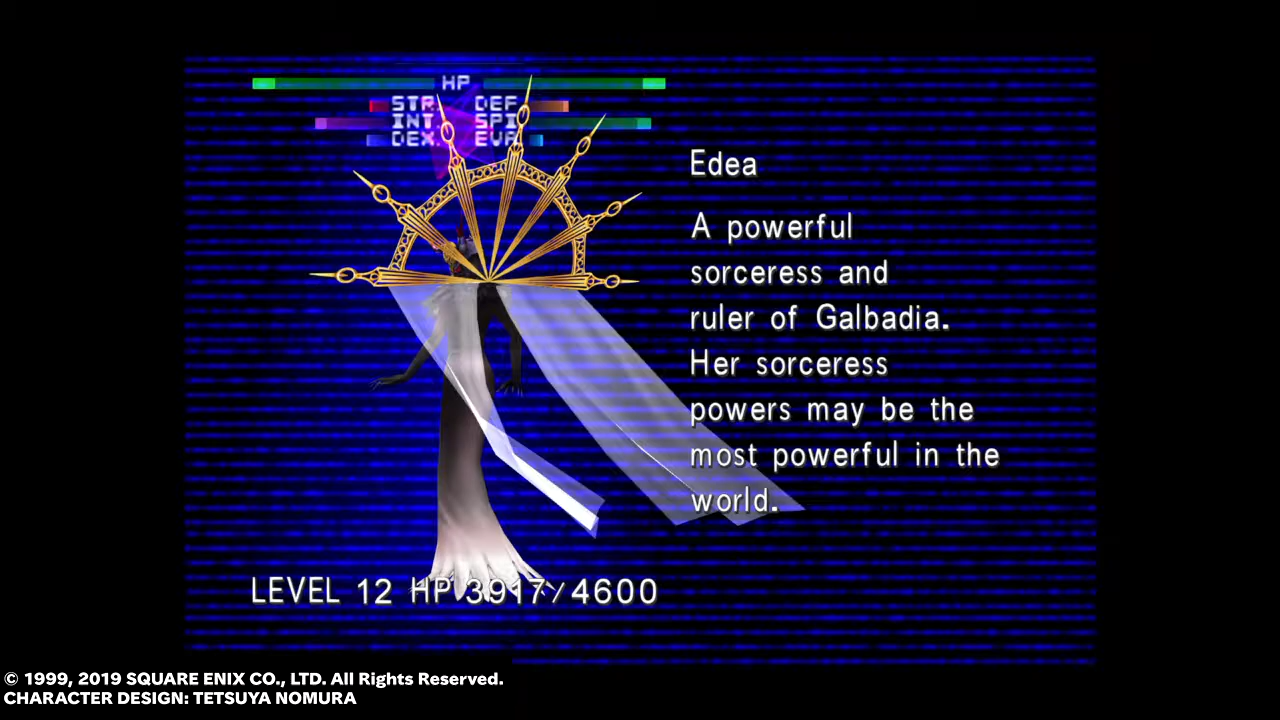 HP
STR. DEF.
INT. SPI.
DEX. EVA
Edea
A powerful
sorceress and
ruler of Galbadia.
Her sorceress
powers may be the
most powerful in the
world.
LEVEL 12 HP 3917/4600
© 1999, 2019 SQUARE ENIX CO., LTD. All Rights Reserved.
CHARACTER DESIGN: TETSUYA NOMURA